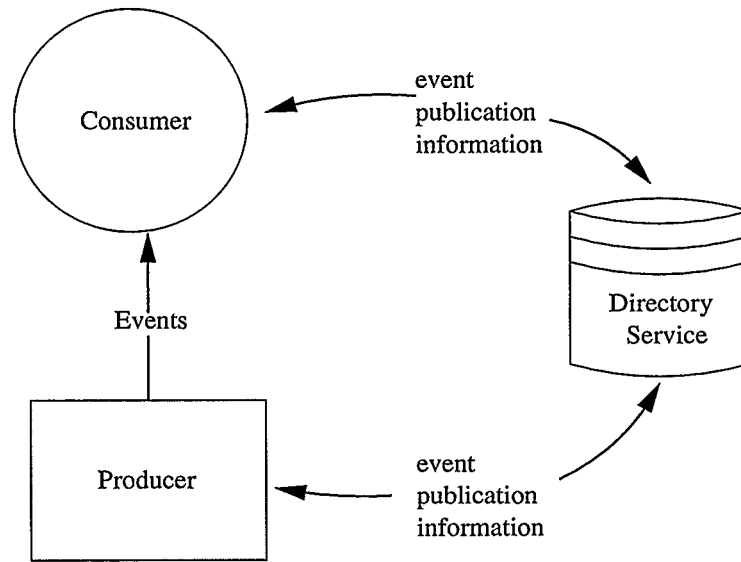 Consumer
event
publication
information
Directory
Service
Events
Producer
event
publication
information